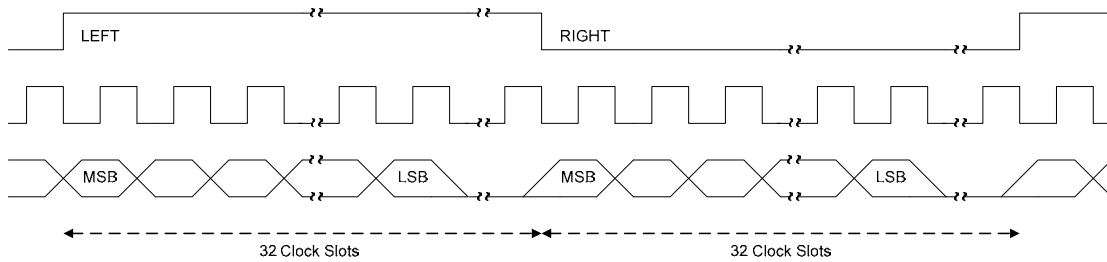 LEFT
RIGHT
MSB
LSB
MSB
LSB
32 Clock Slots
32 Clock Slots